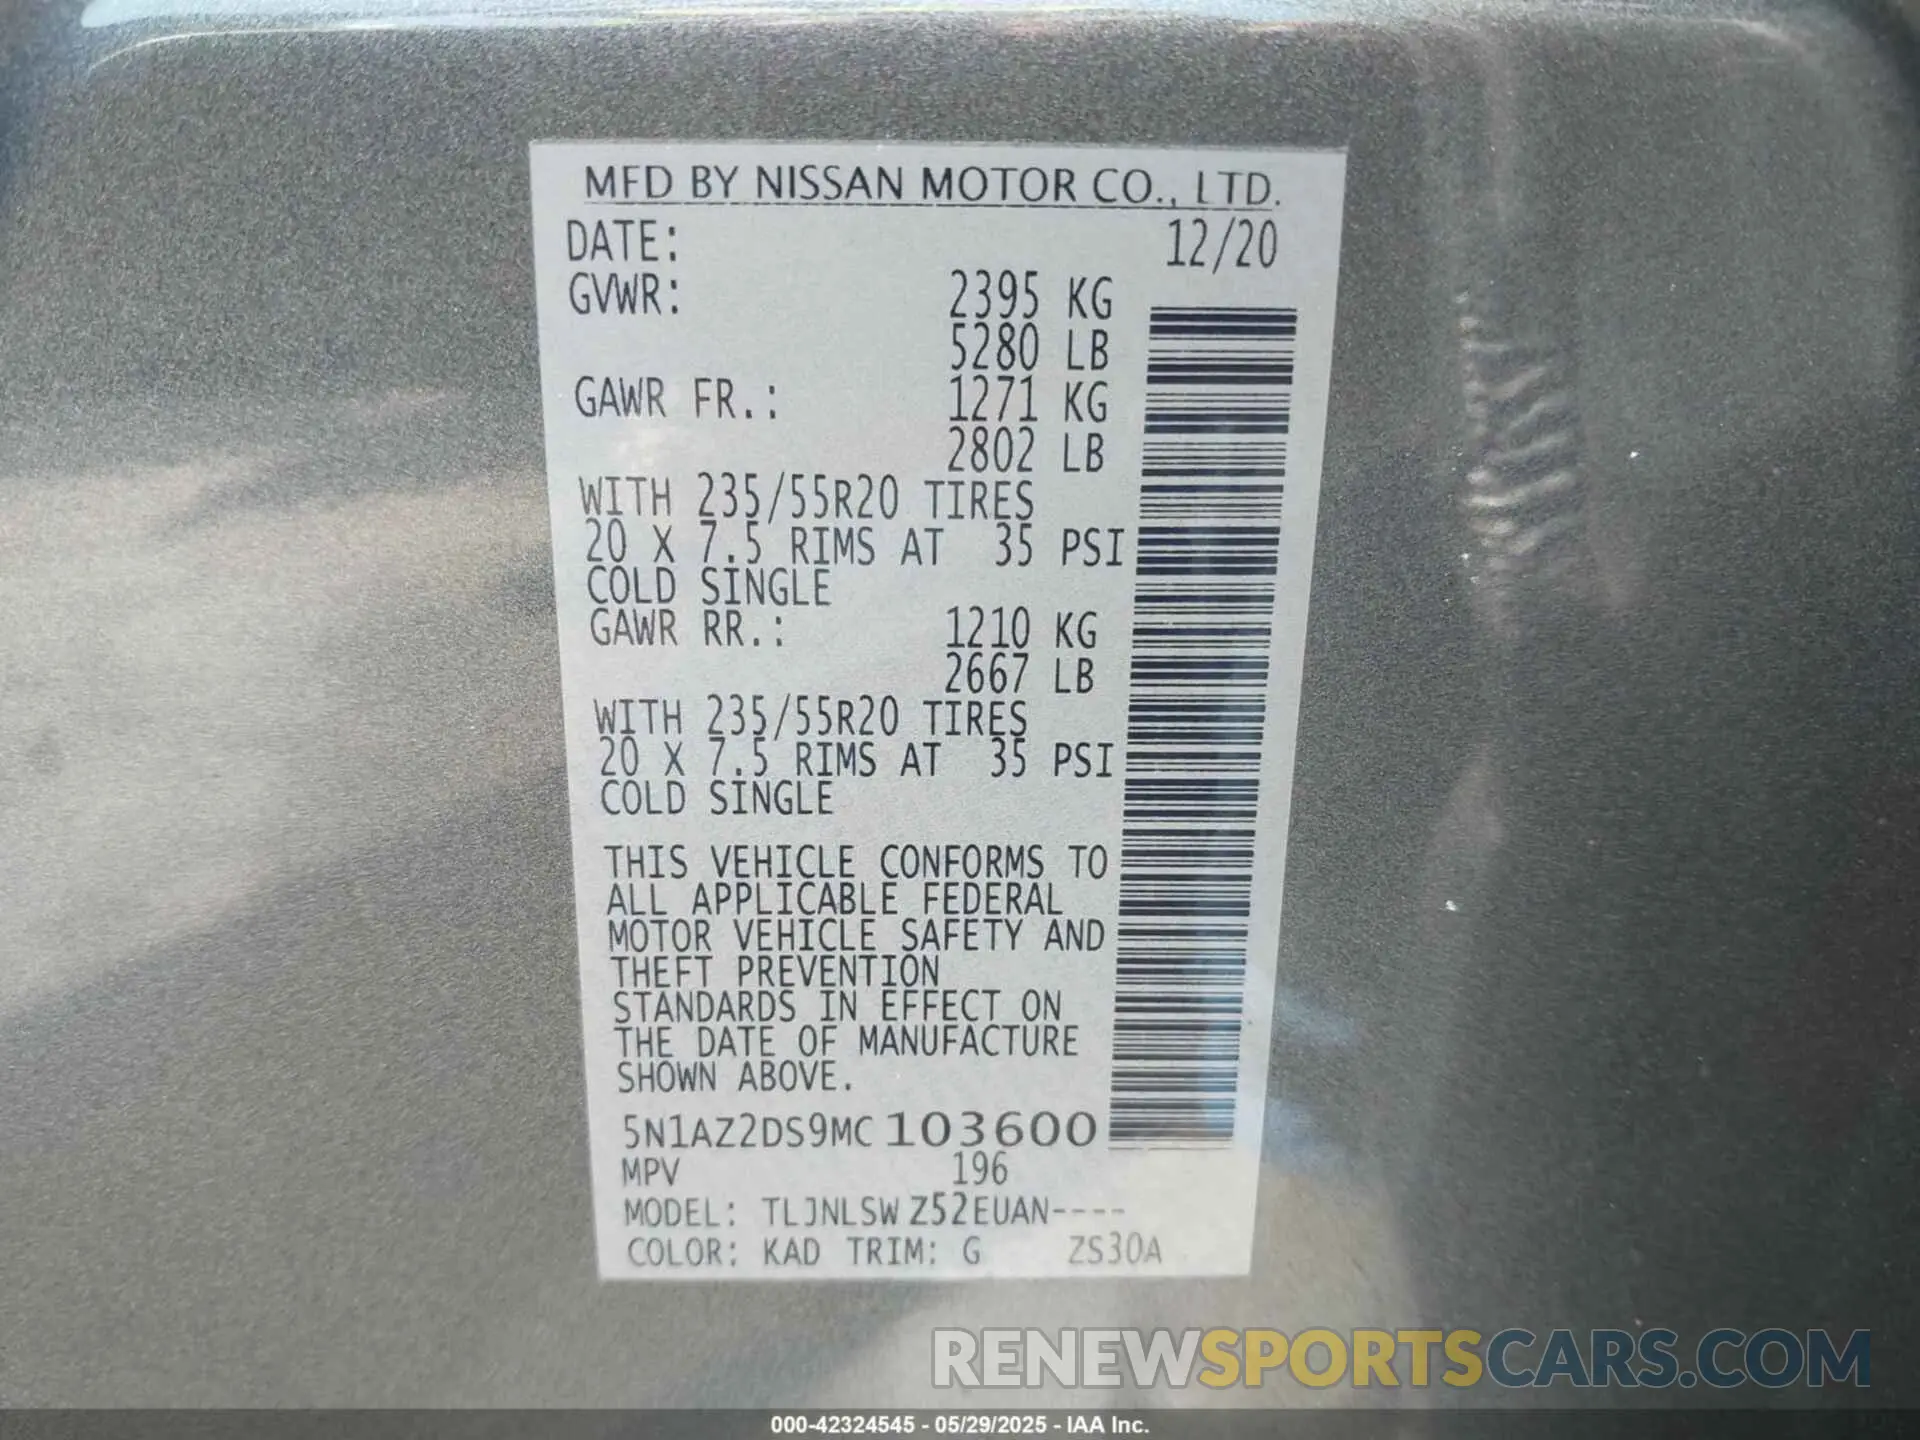 MFD BY NISSAN MOTOR CO., LTD.
DATE: 12/20
GVWR: 2395 KG
5280 LB
GAWR FR.: 1271 KG
2802 LB
WITH 235/55R20 TIRES
20 X 7.5 RIMS AT 35 PSI
COLD SINGLE
GAWR RR.: 1210 KG
2667 LB
WITH 235/55R20 TIRES
20 X 7.5 RIMS AT 35 PSI
COLD SINGLE
THIS VEHICLE CONFORMS TO
ALL APPLICABLE FEDERAL
MOTOR VEHICLE SAFETY AND
THEFT PREVENTION
STANDARDS IN EFFECT ON
THE DATE OF MANUFACTURE
SHOWN ABOVE.
5N1AZ2DS9MC103600
MPV 196
MODEL: TLJNLSWZ52EUAN----
COLOR: KAD TRIM: G ZS30A
RENEWSPORTSCARS.COM
000-42324545 - 05/29/2025 - IAA Inc.